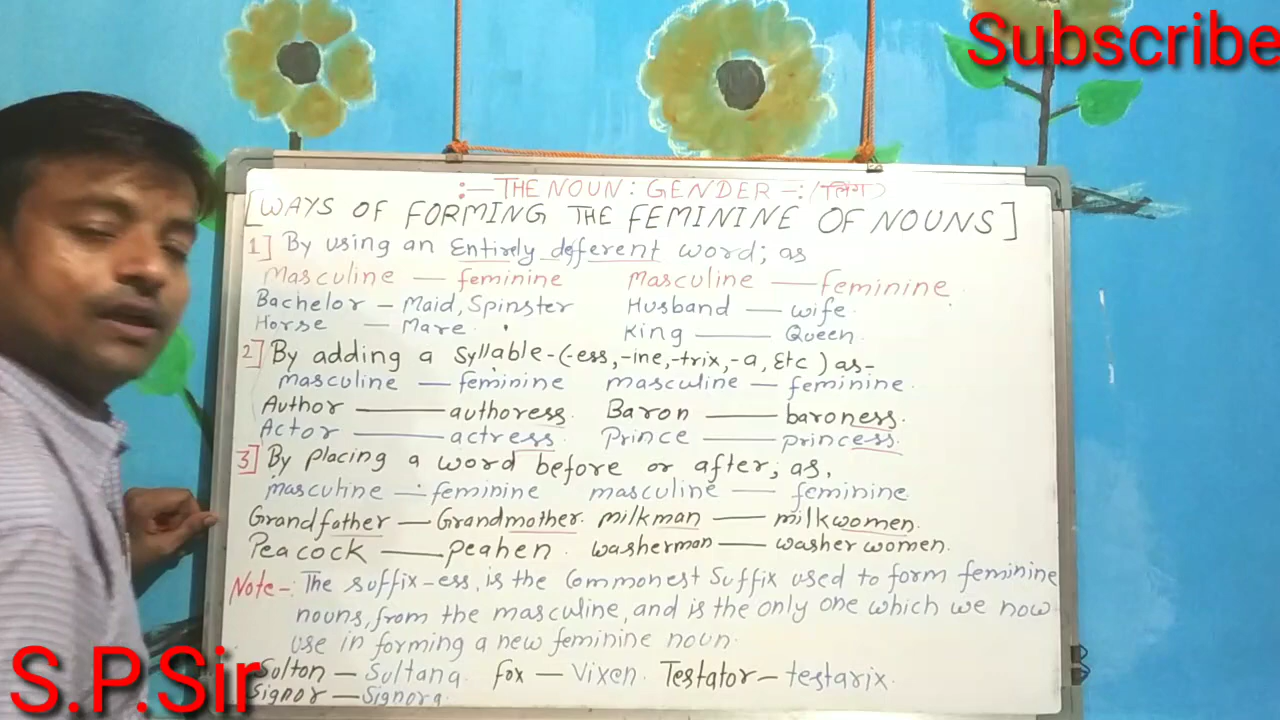 Subscribe
:— THE NOUN : GENDER —: (लिंग)
[WAYS OF FORMING THE FEMININE OF NOUNS]
1] By using an Entirely defferent word; as
Masculine — feminine Masculine — feminine
Bachelor — Maid, Spinster Husband — wife
Horse — Mare King — Queen
2] By adding a Syllable-(-ess, -ine, -trix, -a, Etc) as-
masculine — feminine masculine — feminine.
Author — authoress Baron — baroness.
Actor — actress Prince — princess.
3] By placing a word before or after; as,
masculine — feminine masculine — feminine.
Grandfather — Grandmother. milkman — milkwomen.
Peacock — peahen. washerman — washerwomen.
Note-: The suffix-ess, is the Commonest Suffix used to form feminine
nouns, from the masculine, and is the only one which we now
use in forming a new feminine noun.
Sulton — Sultana. fox — Vixen. Testator — testarix.
Signor — Signora.
S.P.Sir